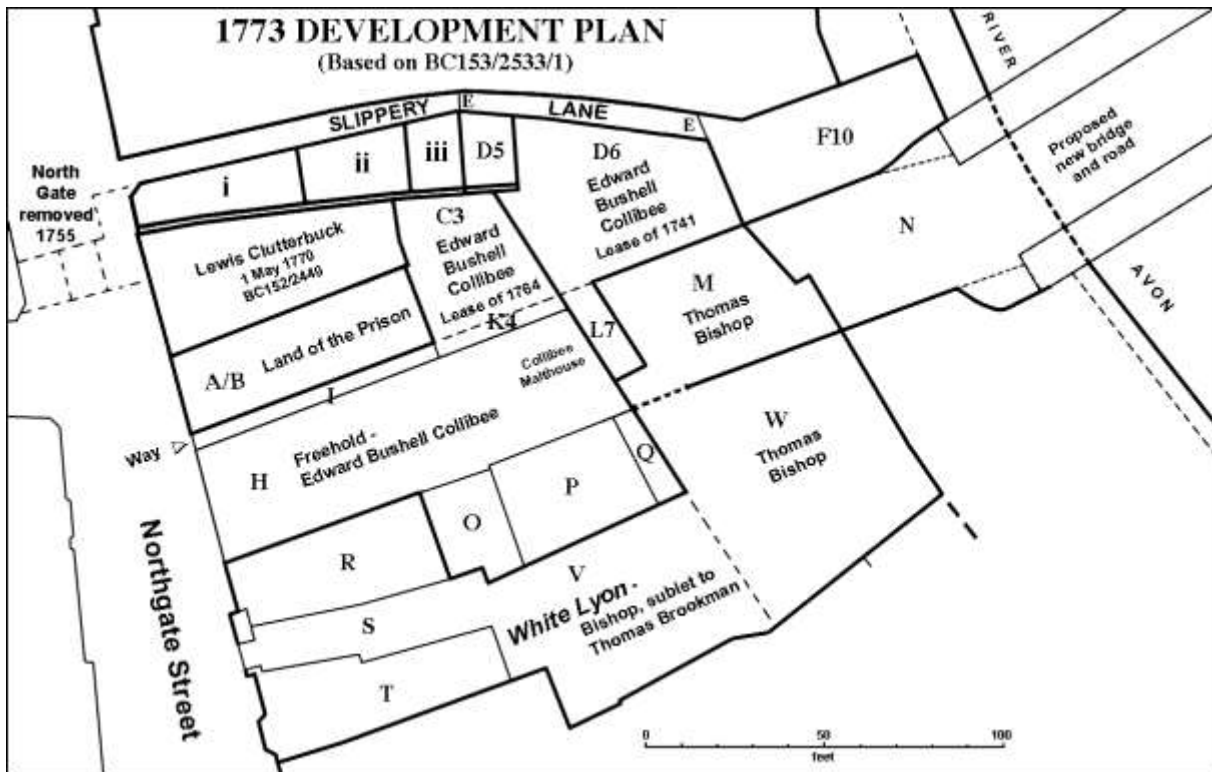 1773 DEVELOPMENT PLAN
(Based on BC153/2533/1)
RIVER
SLIPPERY
E
LANE
E
F10
Proposed
new bridge
and road
North
Gate
removed
1755
i
ii
iii
D5
D6
Edward
Bushell
Collibee
Lease of 1741
N
C3
Edward
Bushell
Collibee
Lease of 1764
Lewis Clutterbuck
1 May 1770
BC152/2449
M
Thomas
Bishop
AVON
K4
L7
A/B
Land of the Prison
I
Collibee
Malthouse
Way
H
Freehold -
Edward Bushell Collibee
W
Thomas
Bishop
Q
P
O
R
Northgate Street
V
White Lyon -
Bishop, sublet to
Thomas Brookman
S
T
0
50
100
feet